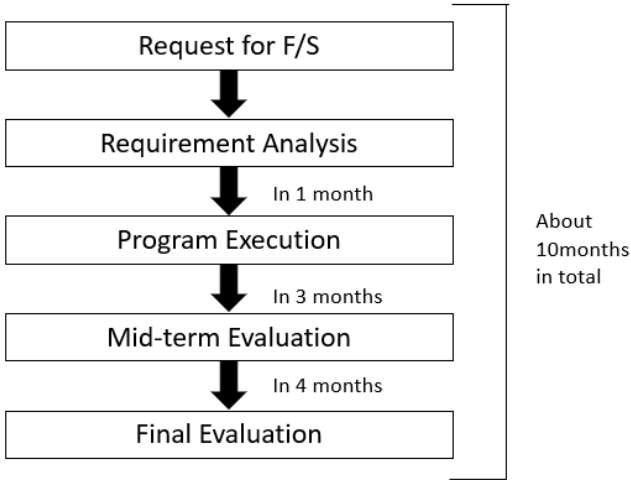 Request for F/S
Requirement Analysis
In 1 month
Program Execution
In 3 months
Mid-term Evaluation
In 4 months
Final Evaluation
About
10months
in total